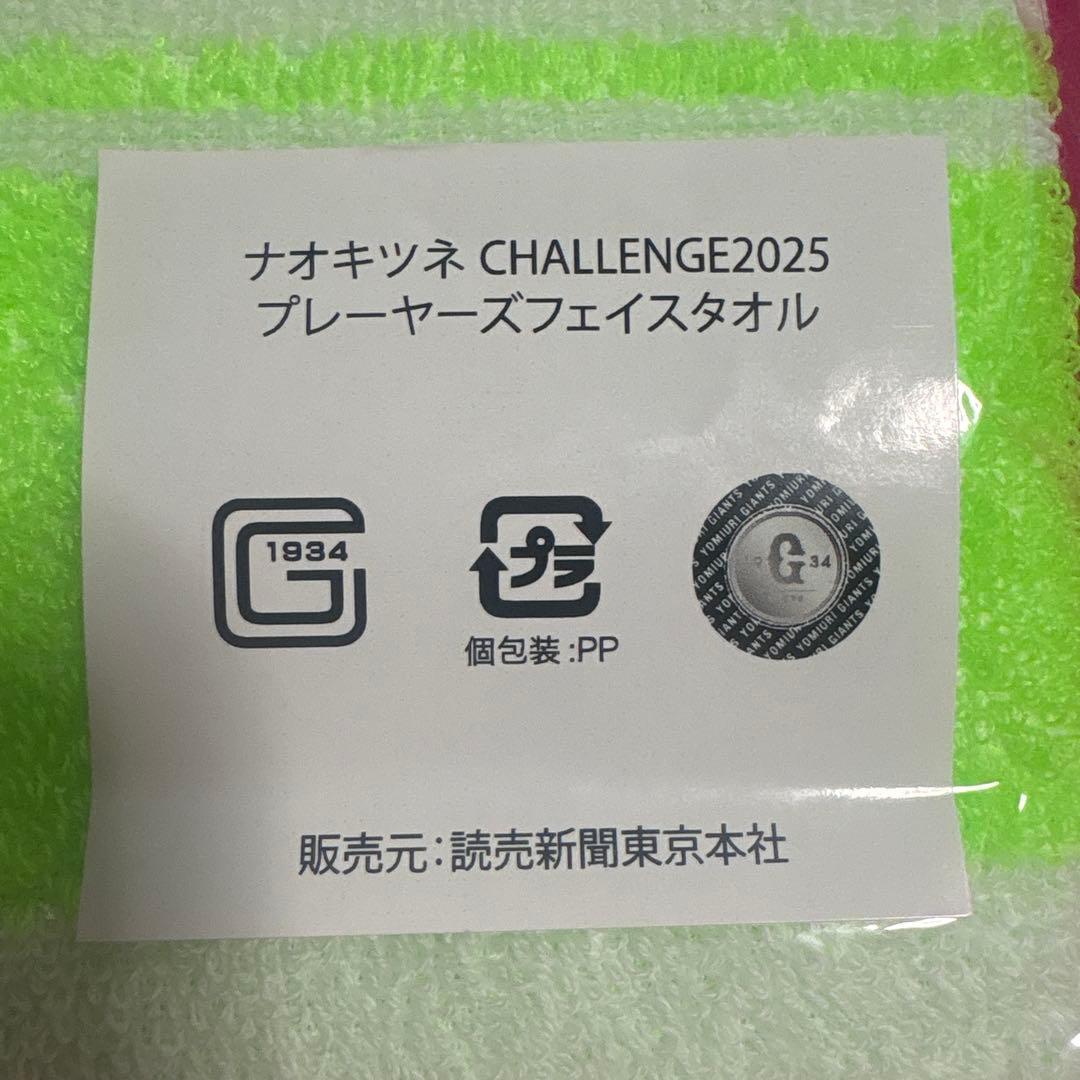 ナオキツネ CHALLENGE2025
プレーヤーズフェイスタオル
1934
プラ
個包装:PP
YOMIURI GIANTS
G
34
販売元:読売新聞東京本社